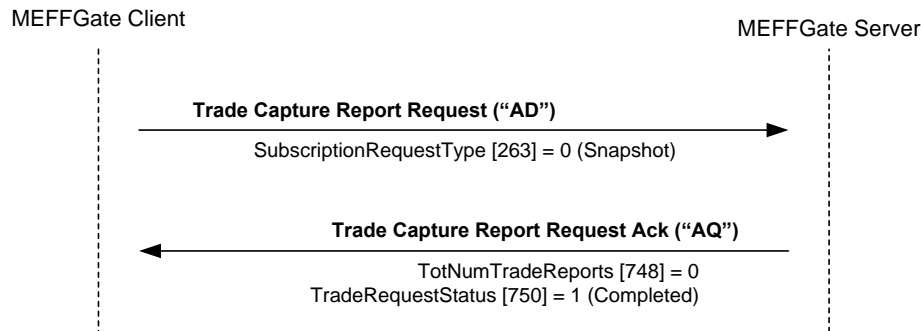 MEFFGate Client
MEFFGate Server
Trade Capture Report Request (“AD”)
SubscriptionRequestType [263] = 0 (Snapshot)
Trade Capture Report Request Ack (“AQ”)
TotNumTradeReports [748] = 0
TradeRequestStatus [750] = 1 (Completed)